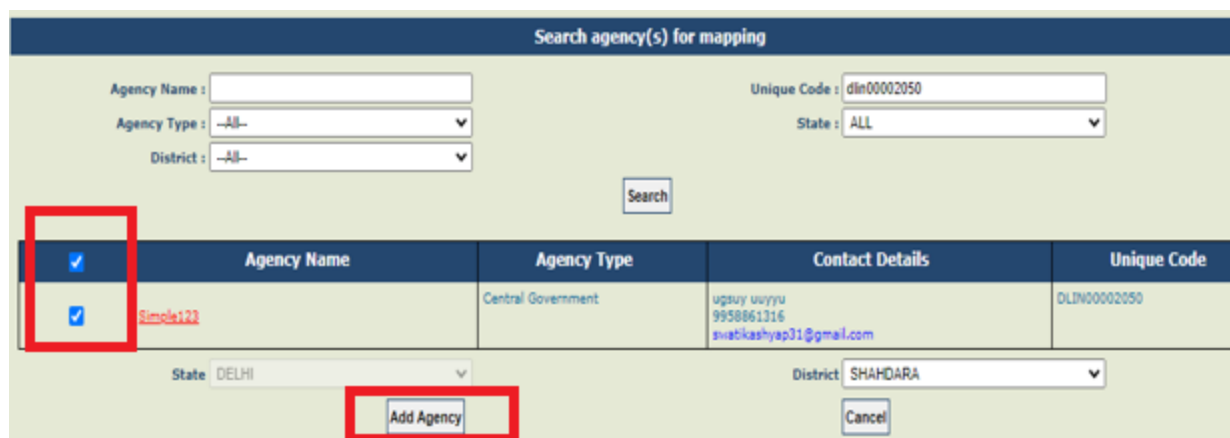 Search agency(s) for mapping
Agency Name : Unique Code : dlin00002050
Agency Type : --All-- State : ALL
District : --All--
Search
Agency Name Agency Type Contact Details Unique Code
Simple123 Central Government ugsuy uuyyu DLIN00002050
9958861316
swatikashyap31@gmail.com
State DELHI District SHAHDARA
Add Agency Cancel